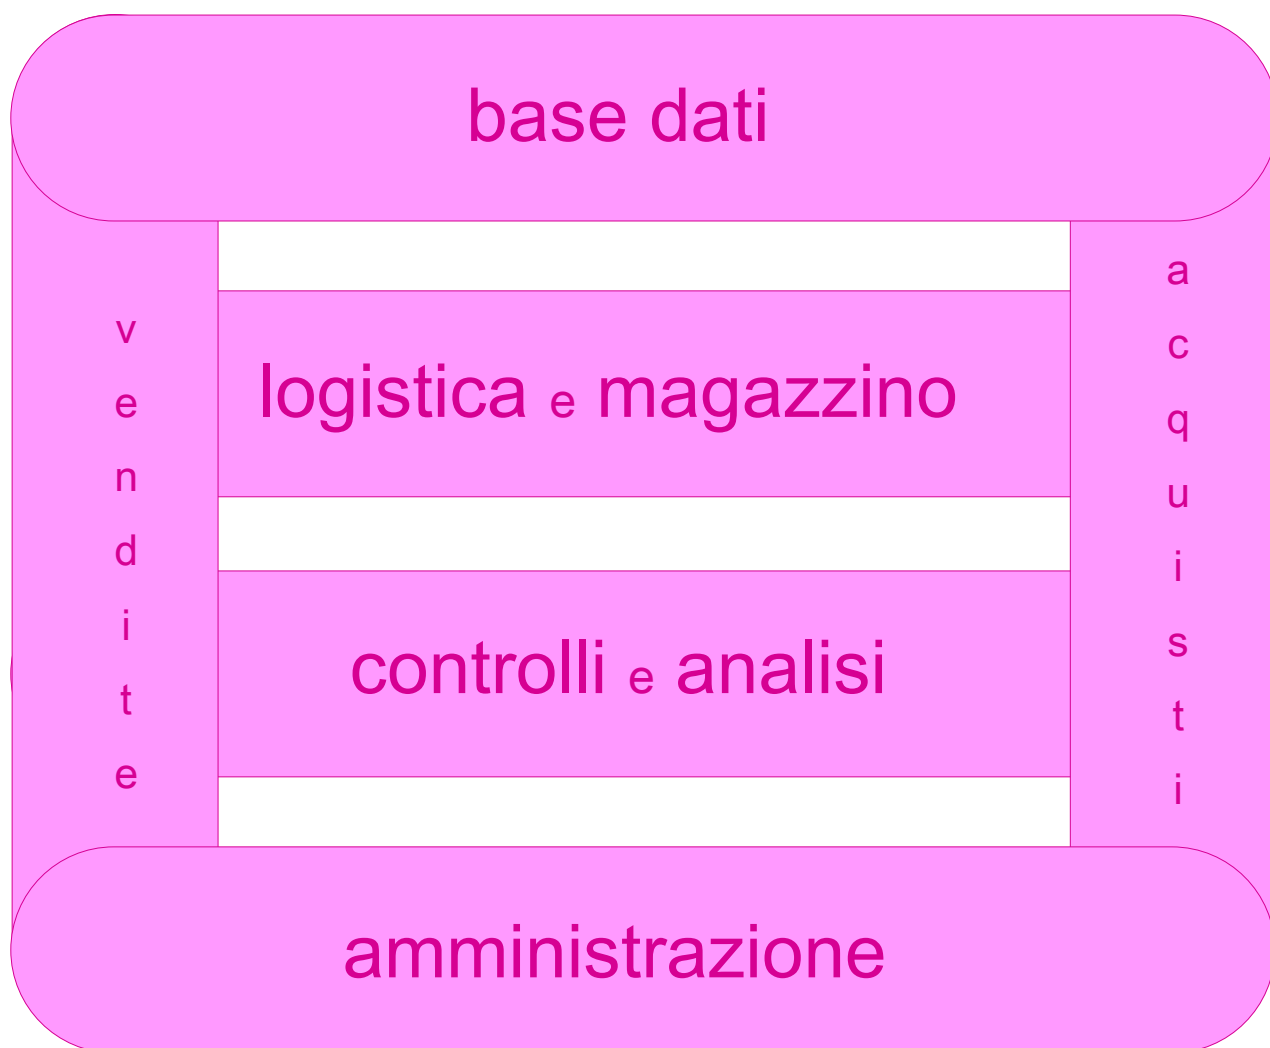 base dati
vendite
logistica e magazzino
controlli e analisi
acquisti
amministrazione